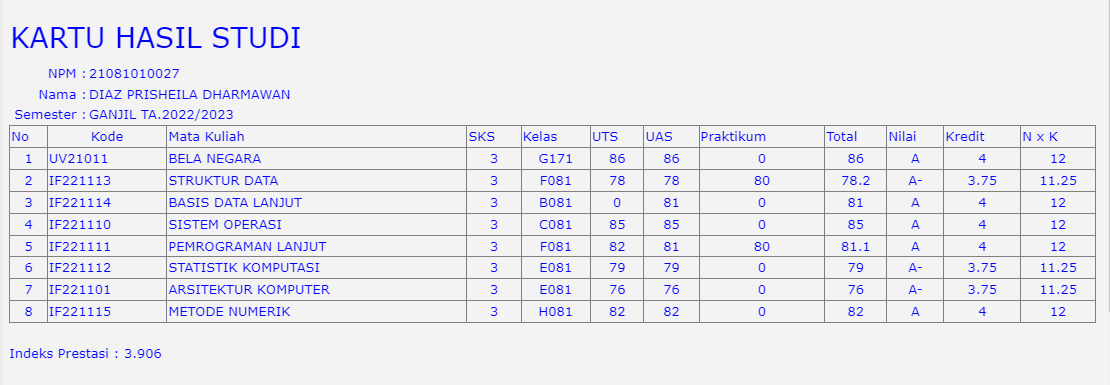 KARTU HASIL STUDI
NPM : 21081010027
Nama : DIAZ PRISHEILA DHARMAWAN
Semester : GANJIL TA.2022/2023
No Kode Mata Kuliah SKS Kelas UTS UAS Praktikum Total Nilai Kredit N x K
1 UV21011 BELA NEGARA 3 G171 86 86 0 86 A 4 12
2 IF221113 STRUKTUR DATA 3 F081 78 78 80 78.2 A- 3.75 11.25
3 IF221114 BASIS DATA LANJUT 3 B081 0 81 0 81 A 4 12
4 IF221110 SISTEM OPERASI 3 C081 85 85 0 85 A 4 12
5 IF221111 PEMROGRAMAN LANJUT 3 F081 82 81 80 81.1 A 4 12
6 IF221112 STATISTIK KOMPUTASI 3 E081 79 79 0 79 A- 3.75 11.25
7 IF221101 ARSITEKTUR KOMPUTER 3 E081 76 76 0 76 A- 3.75 11.25
8 IF221115 METODE NUMERIK 3 H081 82 82 0 82 A 4 12
Indeks Prestasi : 3.906